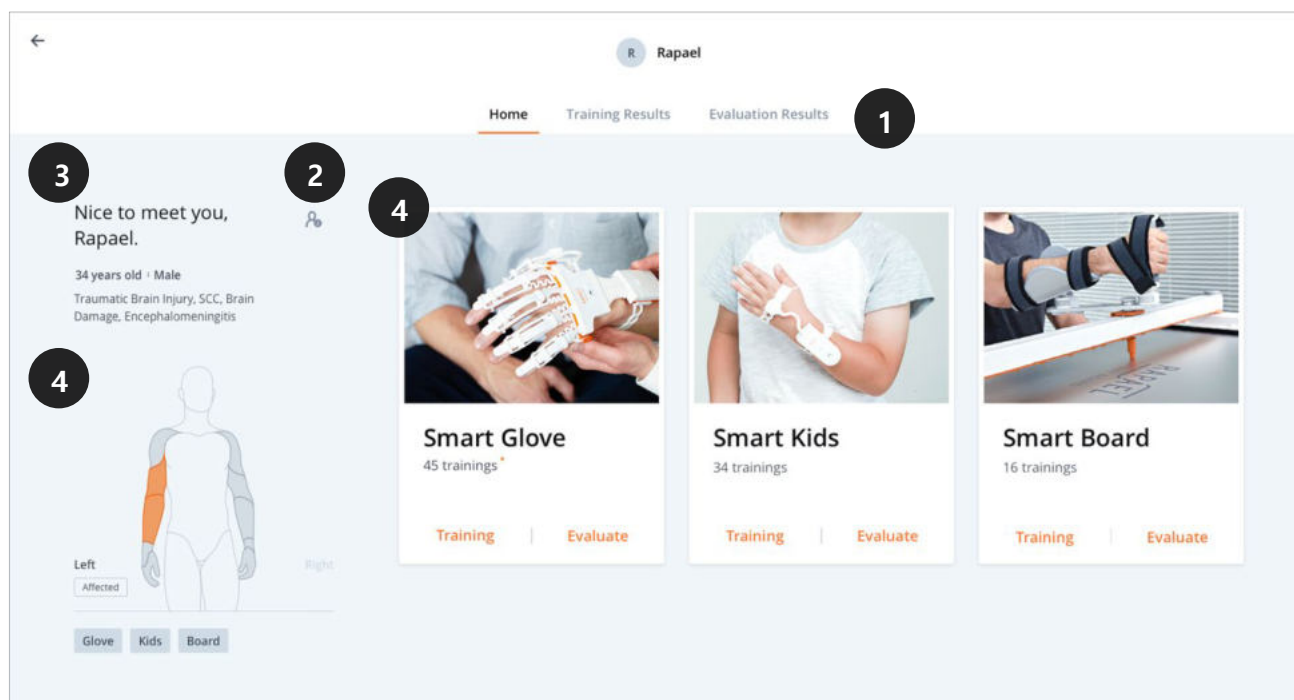 R Rapael
Home Training Results Evaluation Results 1
3 2
Nice to meet you,
Rapael.
34 years old Male
Traumatic Brain Injury, SCC, Brain
Damage, Encephalomeningitis
4
Left Right
Affected
Glove Kids Board
4
RAPAEL
Smart Glove
45 trainings
Training Evaluate
Smart Kids
34 trainings
Training Evaluate
Smart Board
16 trainings
Training Evaluate